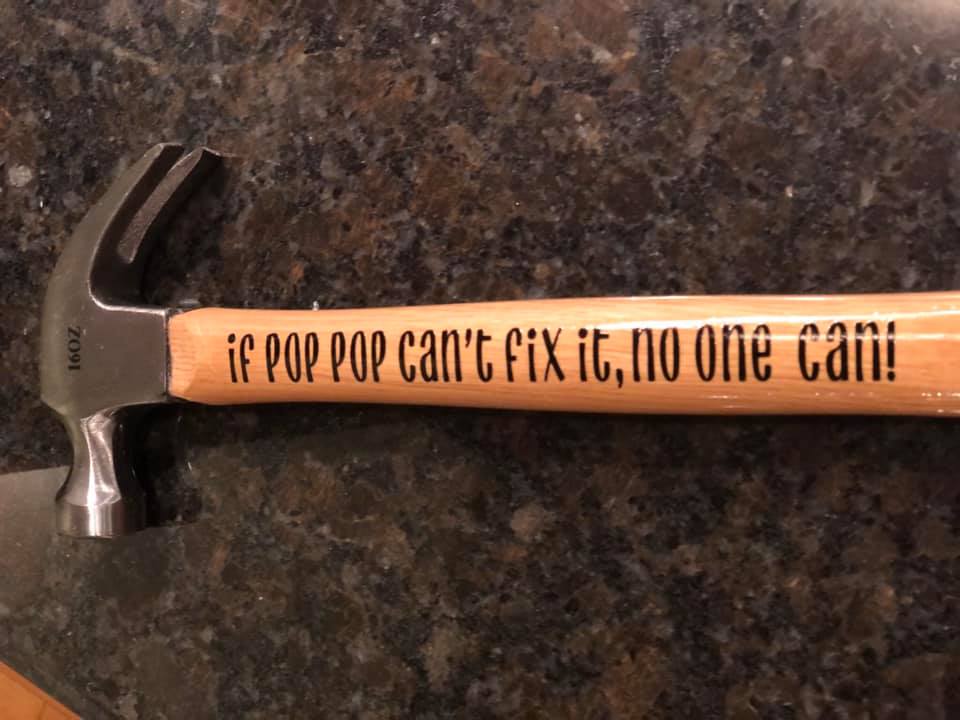 16OZ
if POP POP can't fix it, no one can!